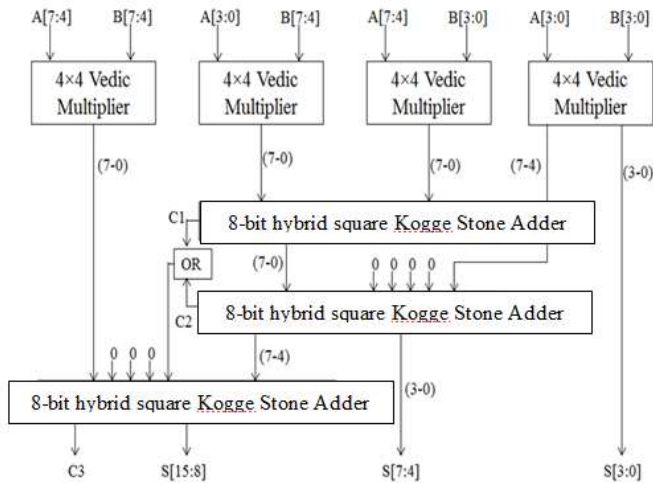 A[7:4] B[7:4] A[3:0] B[7:4] A[7:4] B[3:0] A[3:0] B[3:0]
4×4 Vedic Multiplier
4×4 Vedic Multiplier
4×4 Vedic Multiplier
4×4 Vedic Multiplier
(7-0) (7-0) (7-0) (7-4) (3-0)
C1
8-bit hybrid square Kogge Stone Adder
OR
(7-0)
0 0 0 0
C2
8-bit hybrid square Kogge Stone Adder
0 0 0
(7-4)
(3-0)
8-bit hybrid square Kogge Stone Adder
C3 S[15:8] S[7:4] S[3:0]